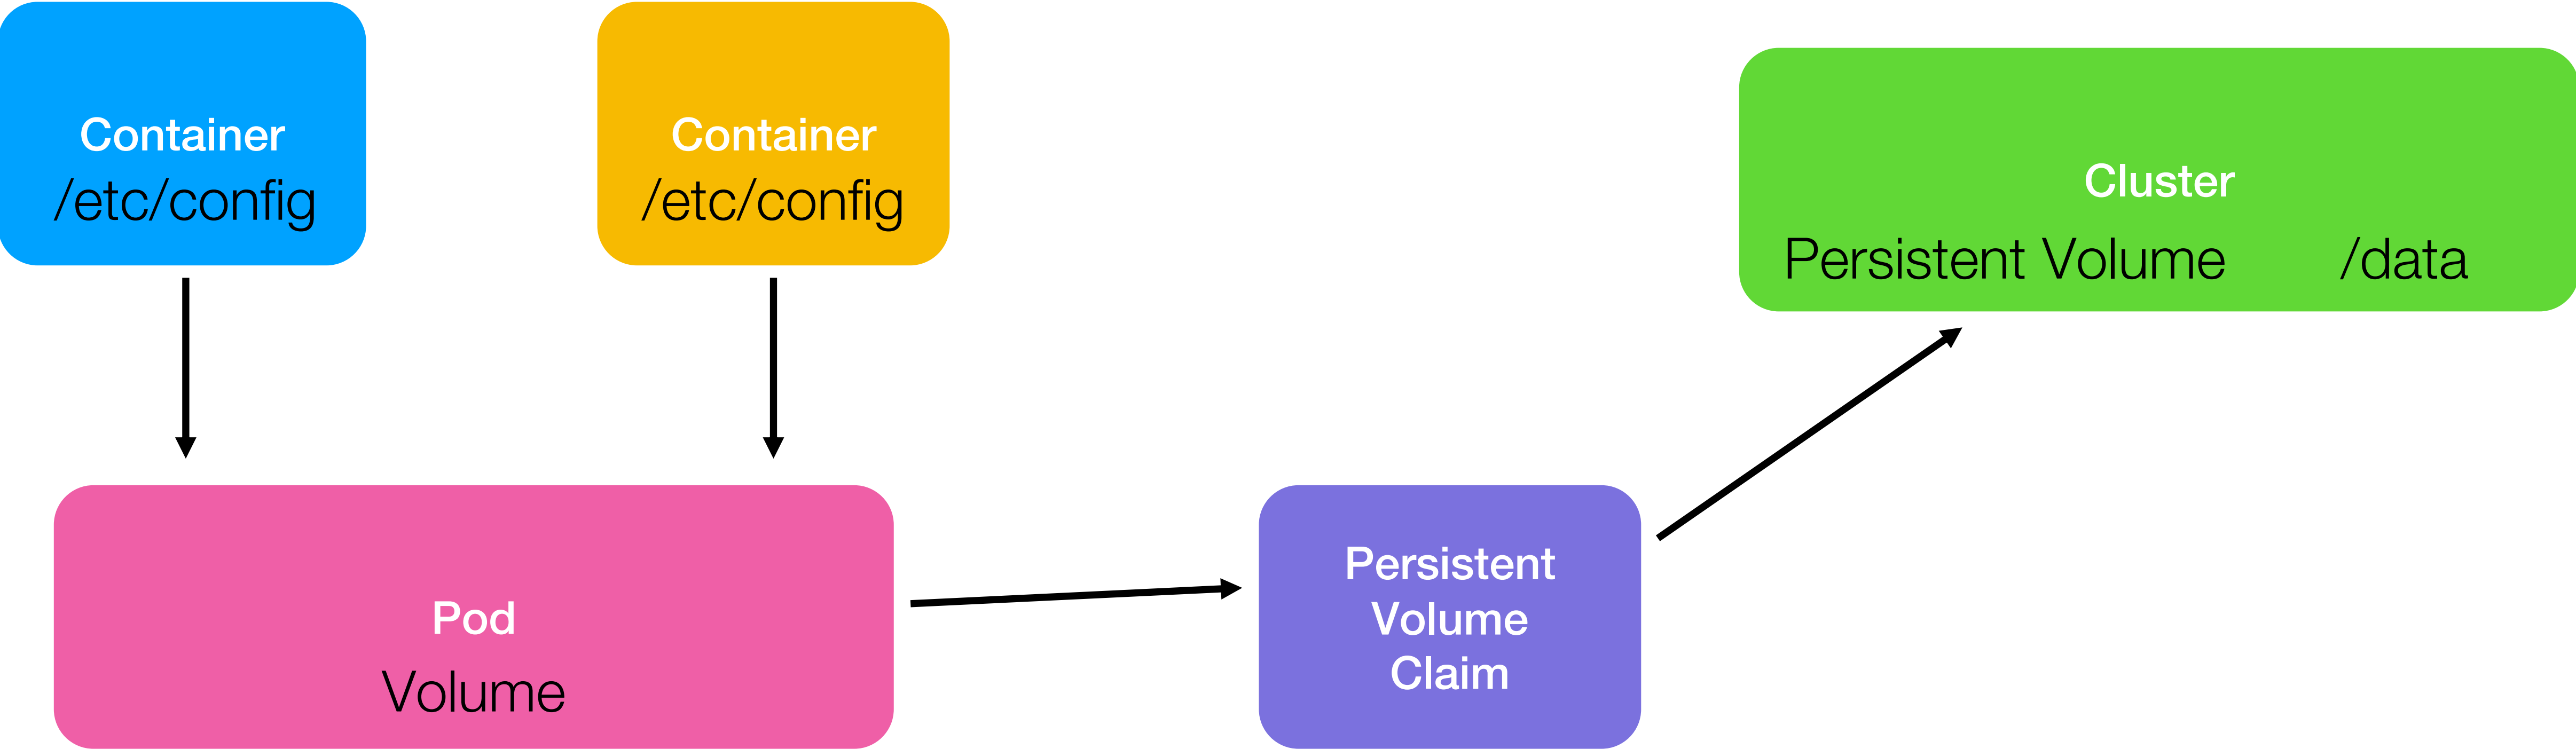 Container
/etc/config
Container
/etc/config
Cluster
Persistent Volume /data
Pod
Volume
Persistent
Volume
Claim